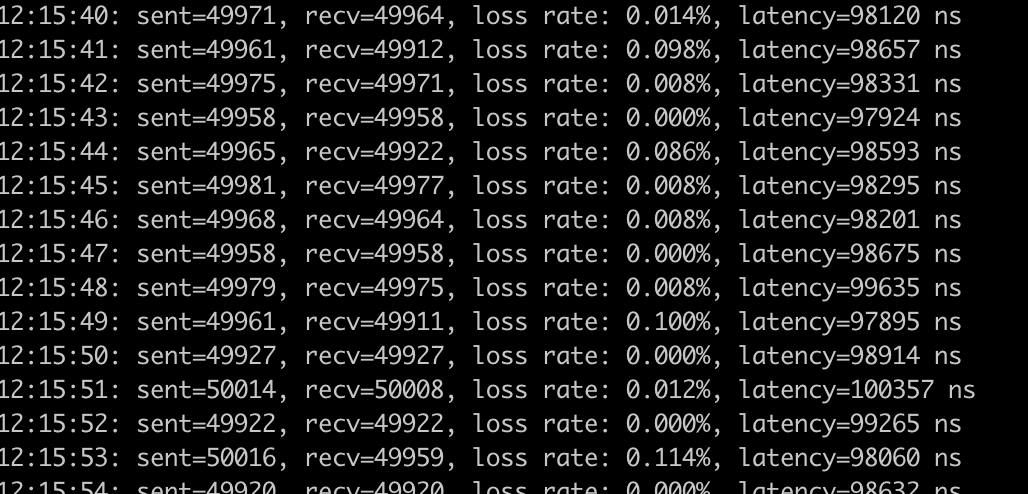 12:15:40: sent=49971, recv=49964, loss rate: 0.014%, latency=98120 ns
12:15:41: sent=49961, recv=49912, loss rate: 0.098%, latency=98657 ns
12:15:42: sent=49975, recv=49971, loss rate: 0.008%, latency=98331 ns
12:15:43: sent=49958, recv=49958, loss rate: 0.000%, latency=97924 ns
12:15:44: sent=49965, recv=49922, loss rate: 0.086%, latency=98593 ns
12:15:45: sent=49981, recv=49977, loss rate: 0.008%, latency=98295 ns
12:15:46: sent=49968, recv=49964, loss rate: 0.008%, latency=98201 ns
12:15:47: sent=49958, recv=49958, loss rate: 0.000%, latency=98675 ns
12:15:48: sent=49979, recv=49975, loss rate: 0.008%, latency=99635 ns
12:15:49: sent=49961, recv=49911, loss rate: 0.100%, latency=97895 ns
12:15:50: sent=49927, recv=49927, loss rate: 0.000%, latency=98914 ns
12:15:51: sent=50014, recv=50008, loss rate: 0.012%, latency=100357 ns
12:15:52: sent=49922, recv=49922, loss rate: 0.000%, latency=99265 ns
12:15:53: sent=50016, recv=49959, loss rate: 0.114%, latency=98060 ns
12:15:54: sent=49920, recv=49920, loss rate: 0.000%, latency=98632 ns